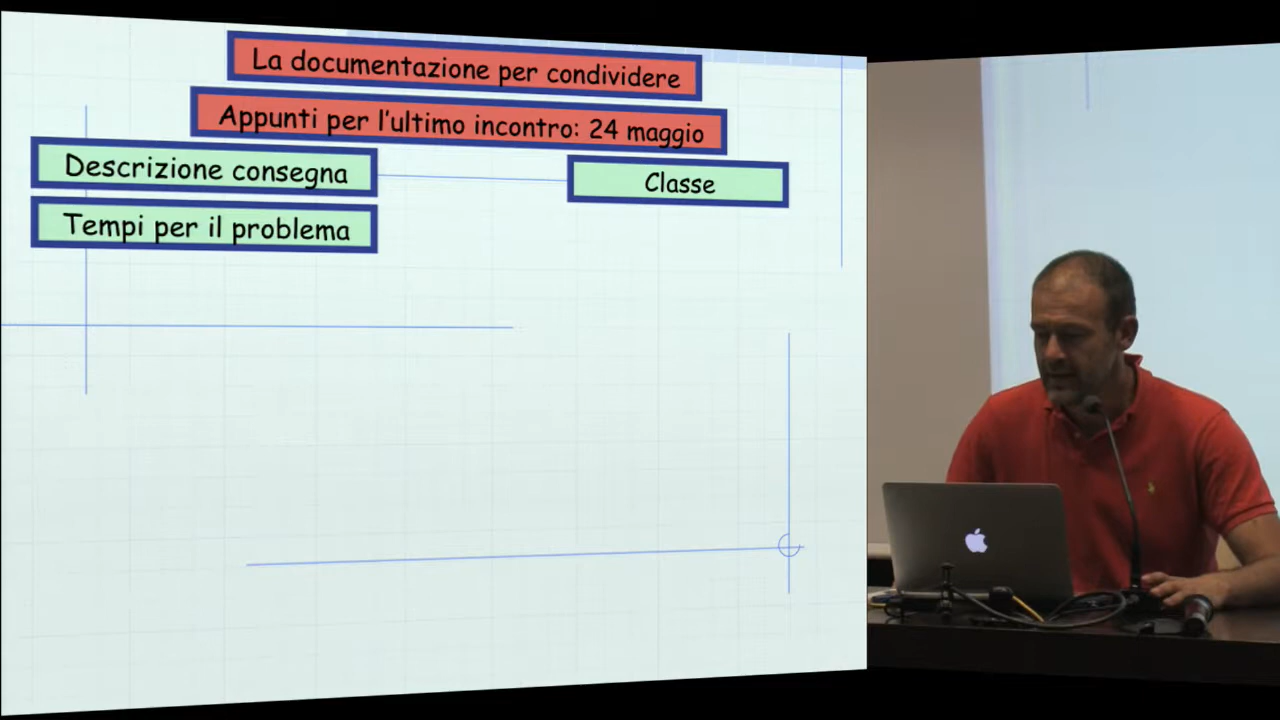 La documentazione per condividere
Appunti per l'ultimo incontro: 24 maggio
Descrizione consegna
Classe
Tempi per il problema